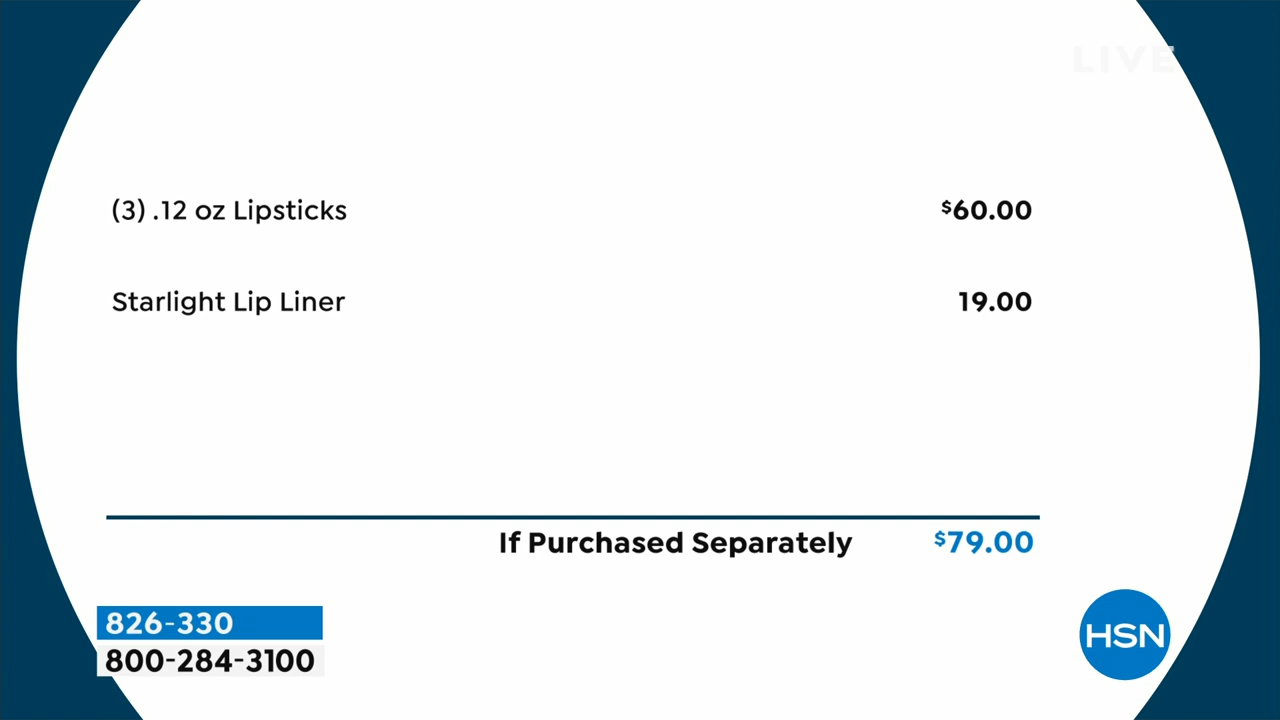 LIVE
(3) .12 oz Lipsticks $60.00
Starlight Lip Liner 19.00
If Purchased Separately $79.00
826-330
800-284-3100
HSN